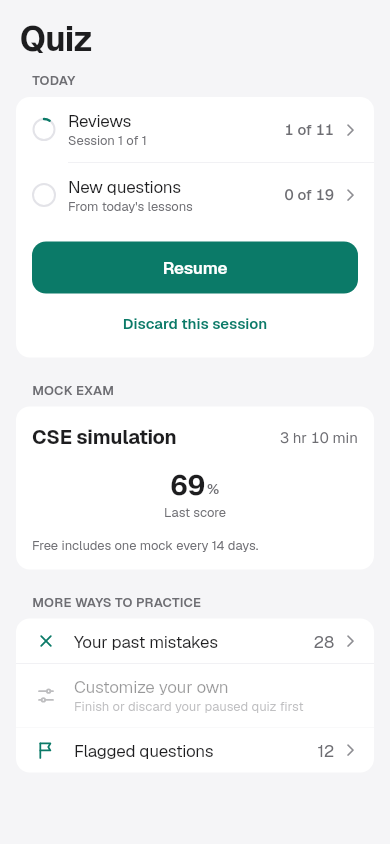 Quiz
TODAY
Reviews
1 of 11
Session 1 of 1
New questions
0 of 19
From today's lessons
Resume
Discard this session
MOCK EXAM
CSE simulation
3 hr 10 min
69%
Last score
Free includes one mock every 14 days.
MORE WAYS TO PRACTICE
Your past mistakes
28
Customize your own
Finish or discard your paused quiz first
Flagged questions
12